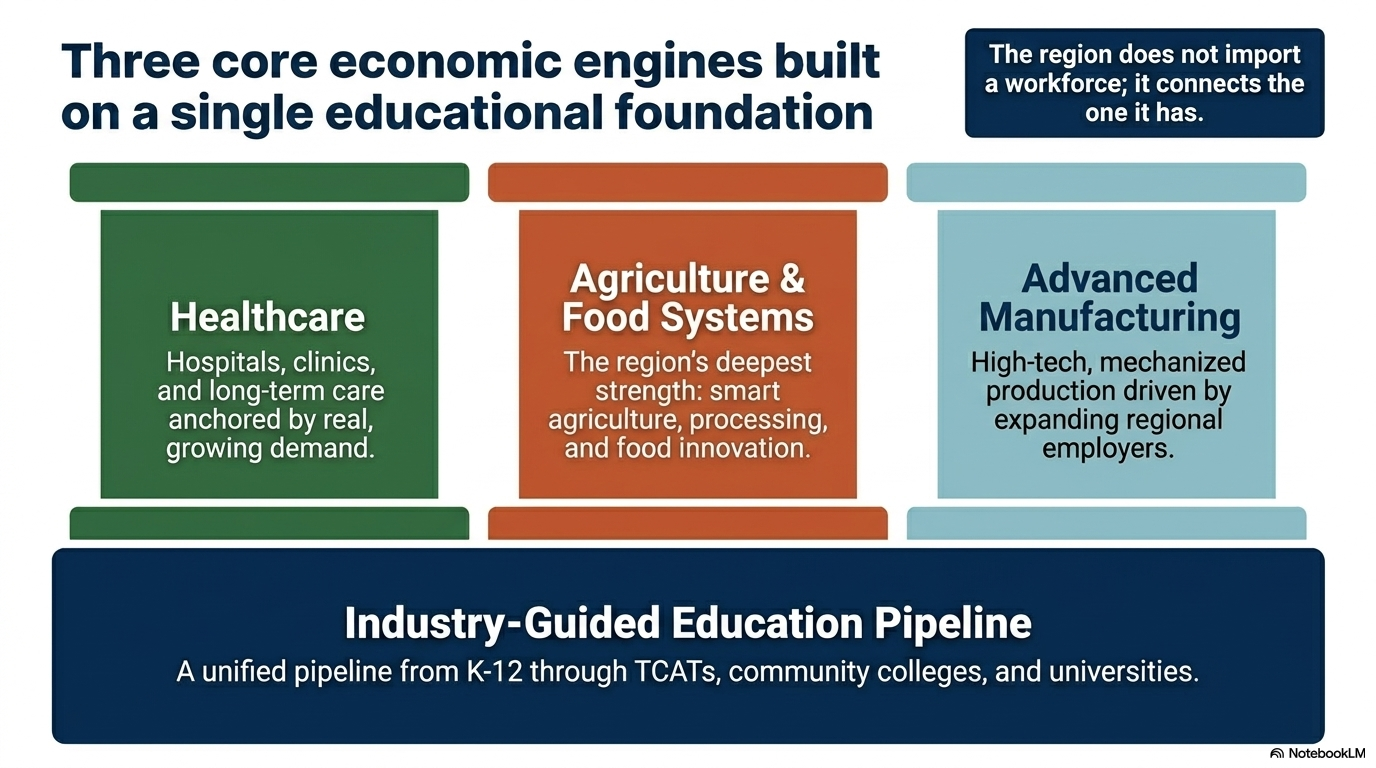 Three core economic engines built
on a single educational foundation
The region does not import
a workforce; it connects the
one it has.
Healthcare
Hospitals, clinics,
and long-term care
anchored by real,
growing demand.
Agriculture &
Food Systems
The region's deepest
strength: smart
agriculture, processing,
and food innovation.
Advanced
Manufacturing
High-tech, mechanized
production driven by
expanding regional
employers.
Industry-Guided Education Pipeline
A unified pipeline from K-12 through TCATs, community colleges, and universities.
NotebookLM